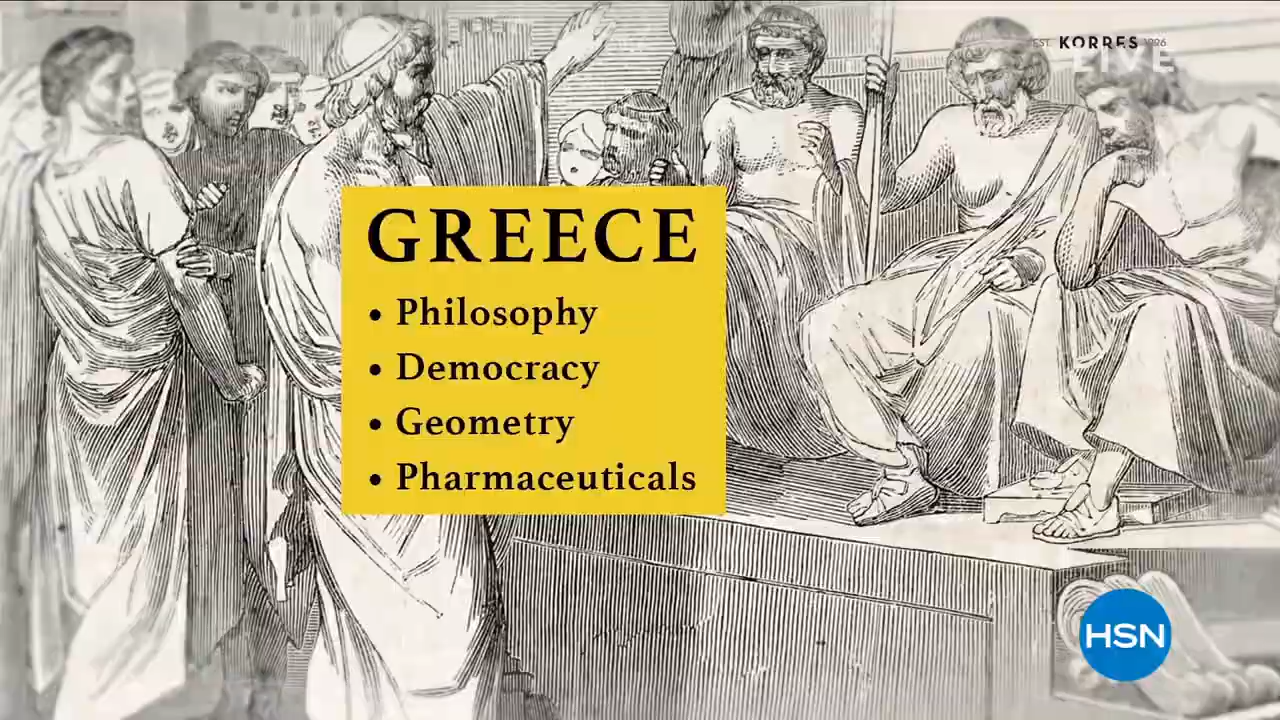 EST. KORRES 1996
LIVE
GREECE
• Philosophy
• Democracy
• Geometry
• Pharmaceuticals
HSN